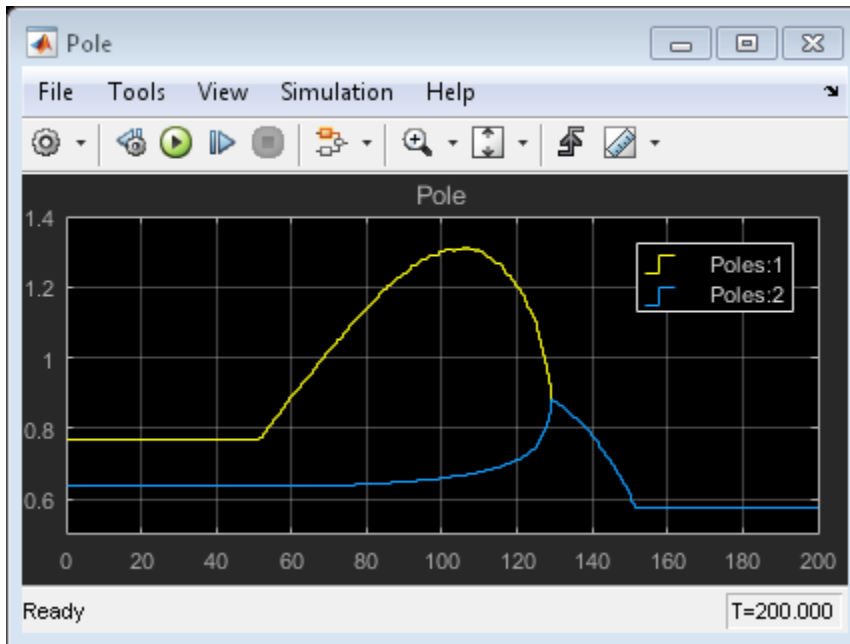 Pole
File Tools View Simulation Help
Pole
1.4
1.2
1
0.8
0.6
0 20 40 60 80 100 120 140 160 180 200
Poles:1
Poles:2
Ready T=200.000